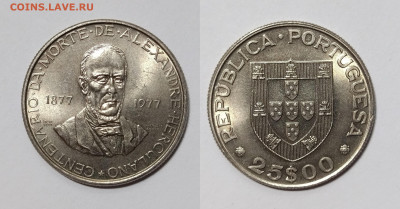 COINS.LAVE.RU
CENTENARIO·DA·MORTE·DE·ALEXANDRE·HERCULANO
1877 1977
REPUBLICA·PORTUGUESA
25$00